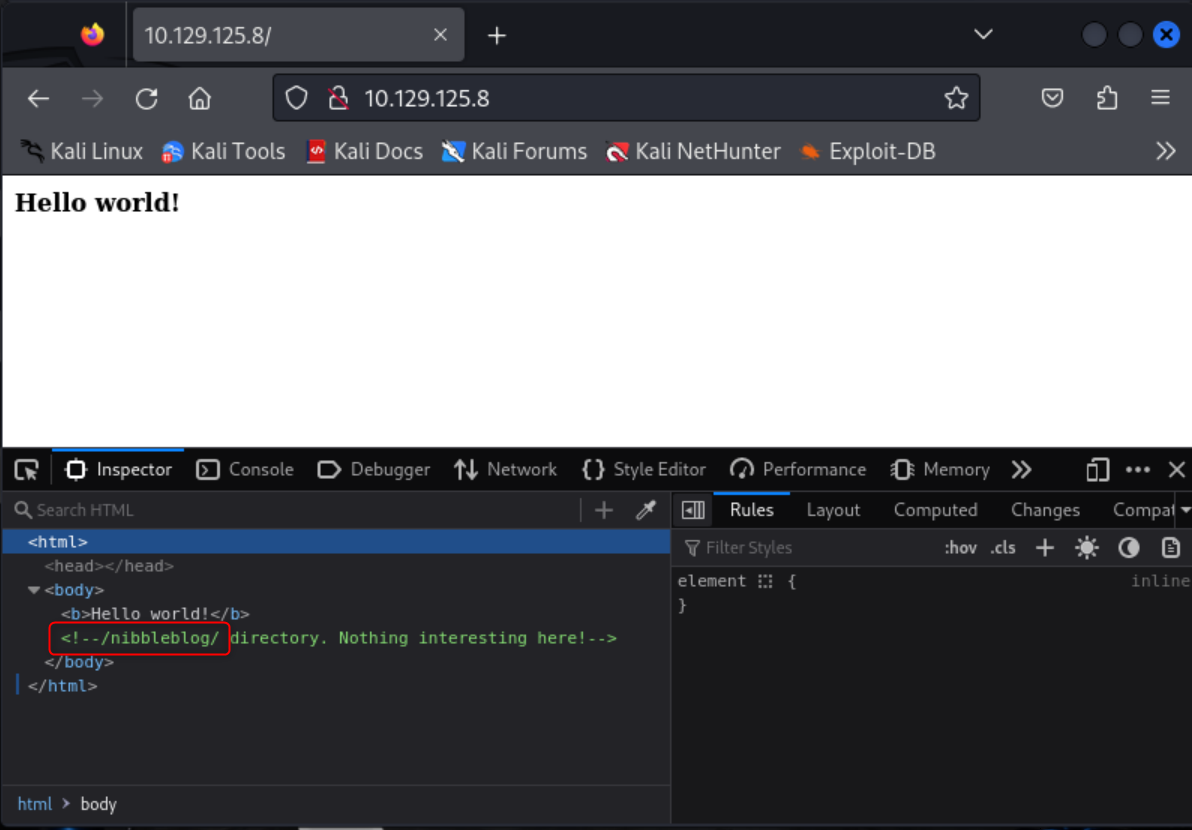 10.129.125.8/
10.129.125.8
Kali Linux Kali Tools Kali Docs Kali Forums Kali NetHunter Exploit-DB
Hello world!
Inspector Console Debugger Network {} Style Editor Performance Memory
Search HTML
Rules Layout Computed Changes Compat
<html>
<head></head>
<body>
<b>Hello world!</b>
<!--/nibbleblog/ directory. Nothing interesting here!-->
</body>
</html>
Filter Styles :hov .cls
element { inline
}
html > body